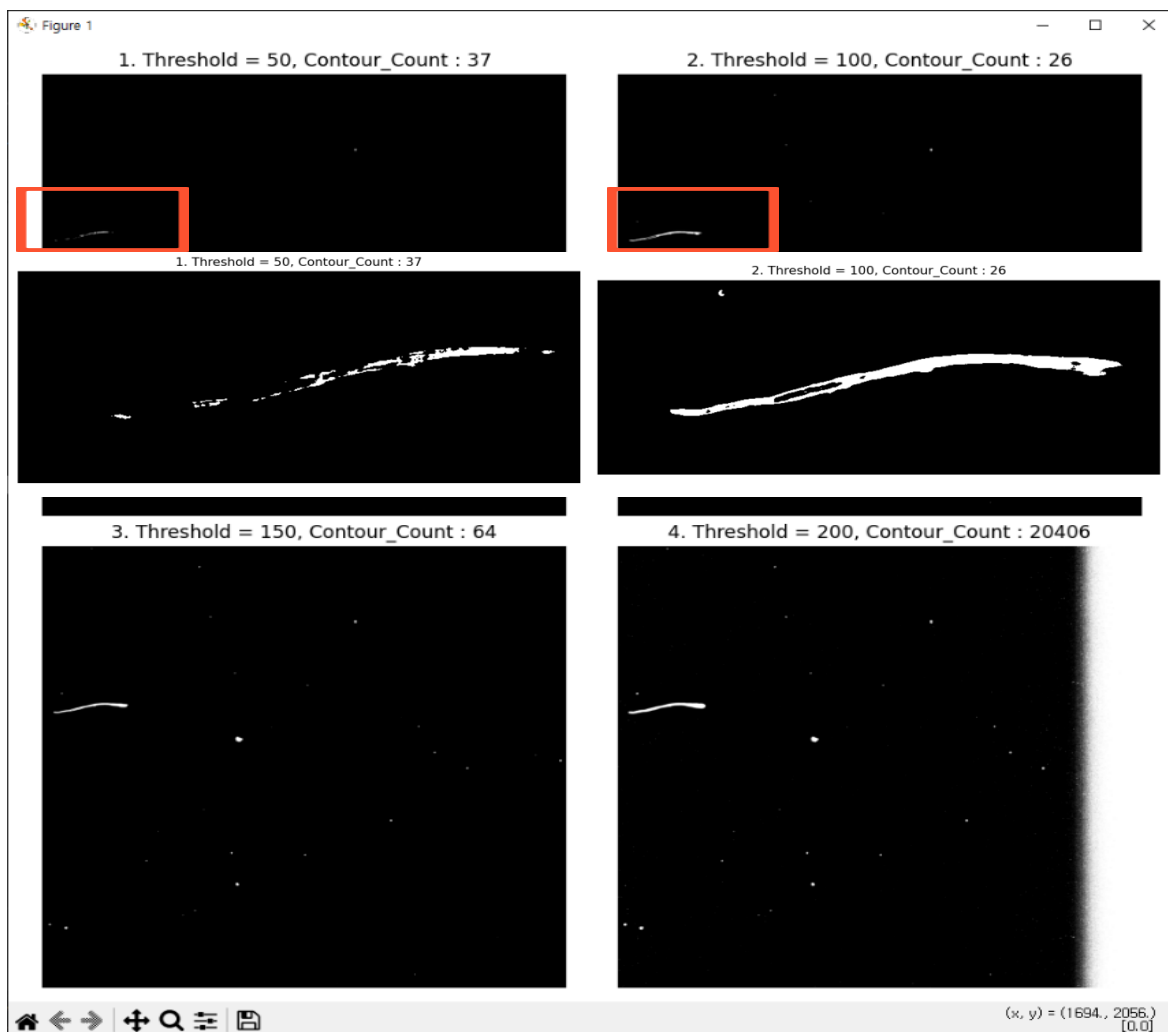 Figure 1
1. Threshold = 50, Contour_Count : 37
2. Threshold = 100, Contour_Count : 26
1. Threshold = 50, Contour_Count : 37
2. Threshold = 100, Contour_Count : 26
3. Threshold = 150, Contour_Count : 64
4. Threshold = 200, Contour_Count : 20406
(x, y) = (1694., 2056.)
[0.0]